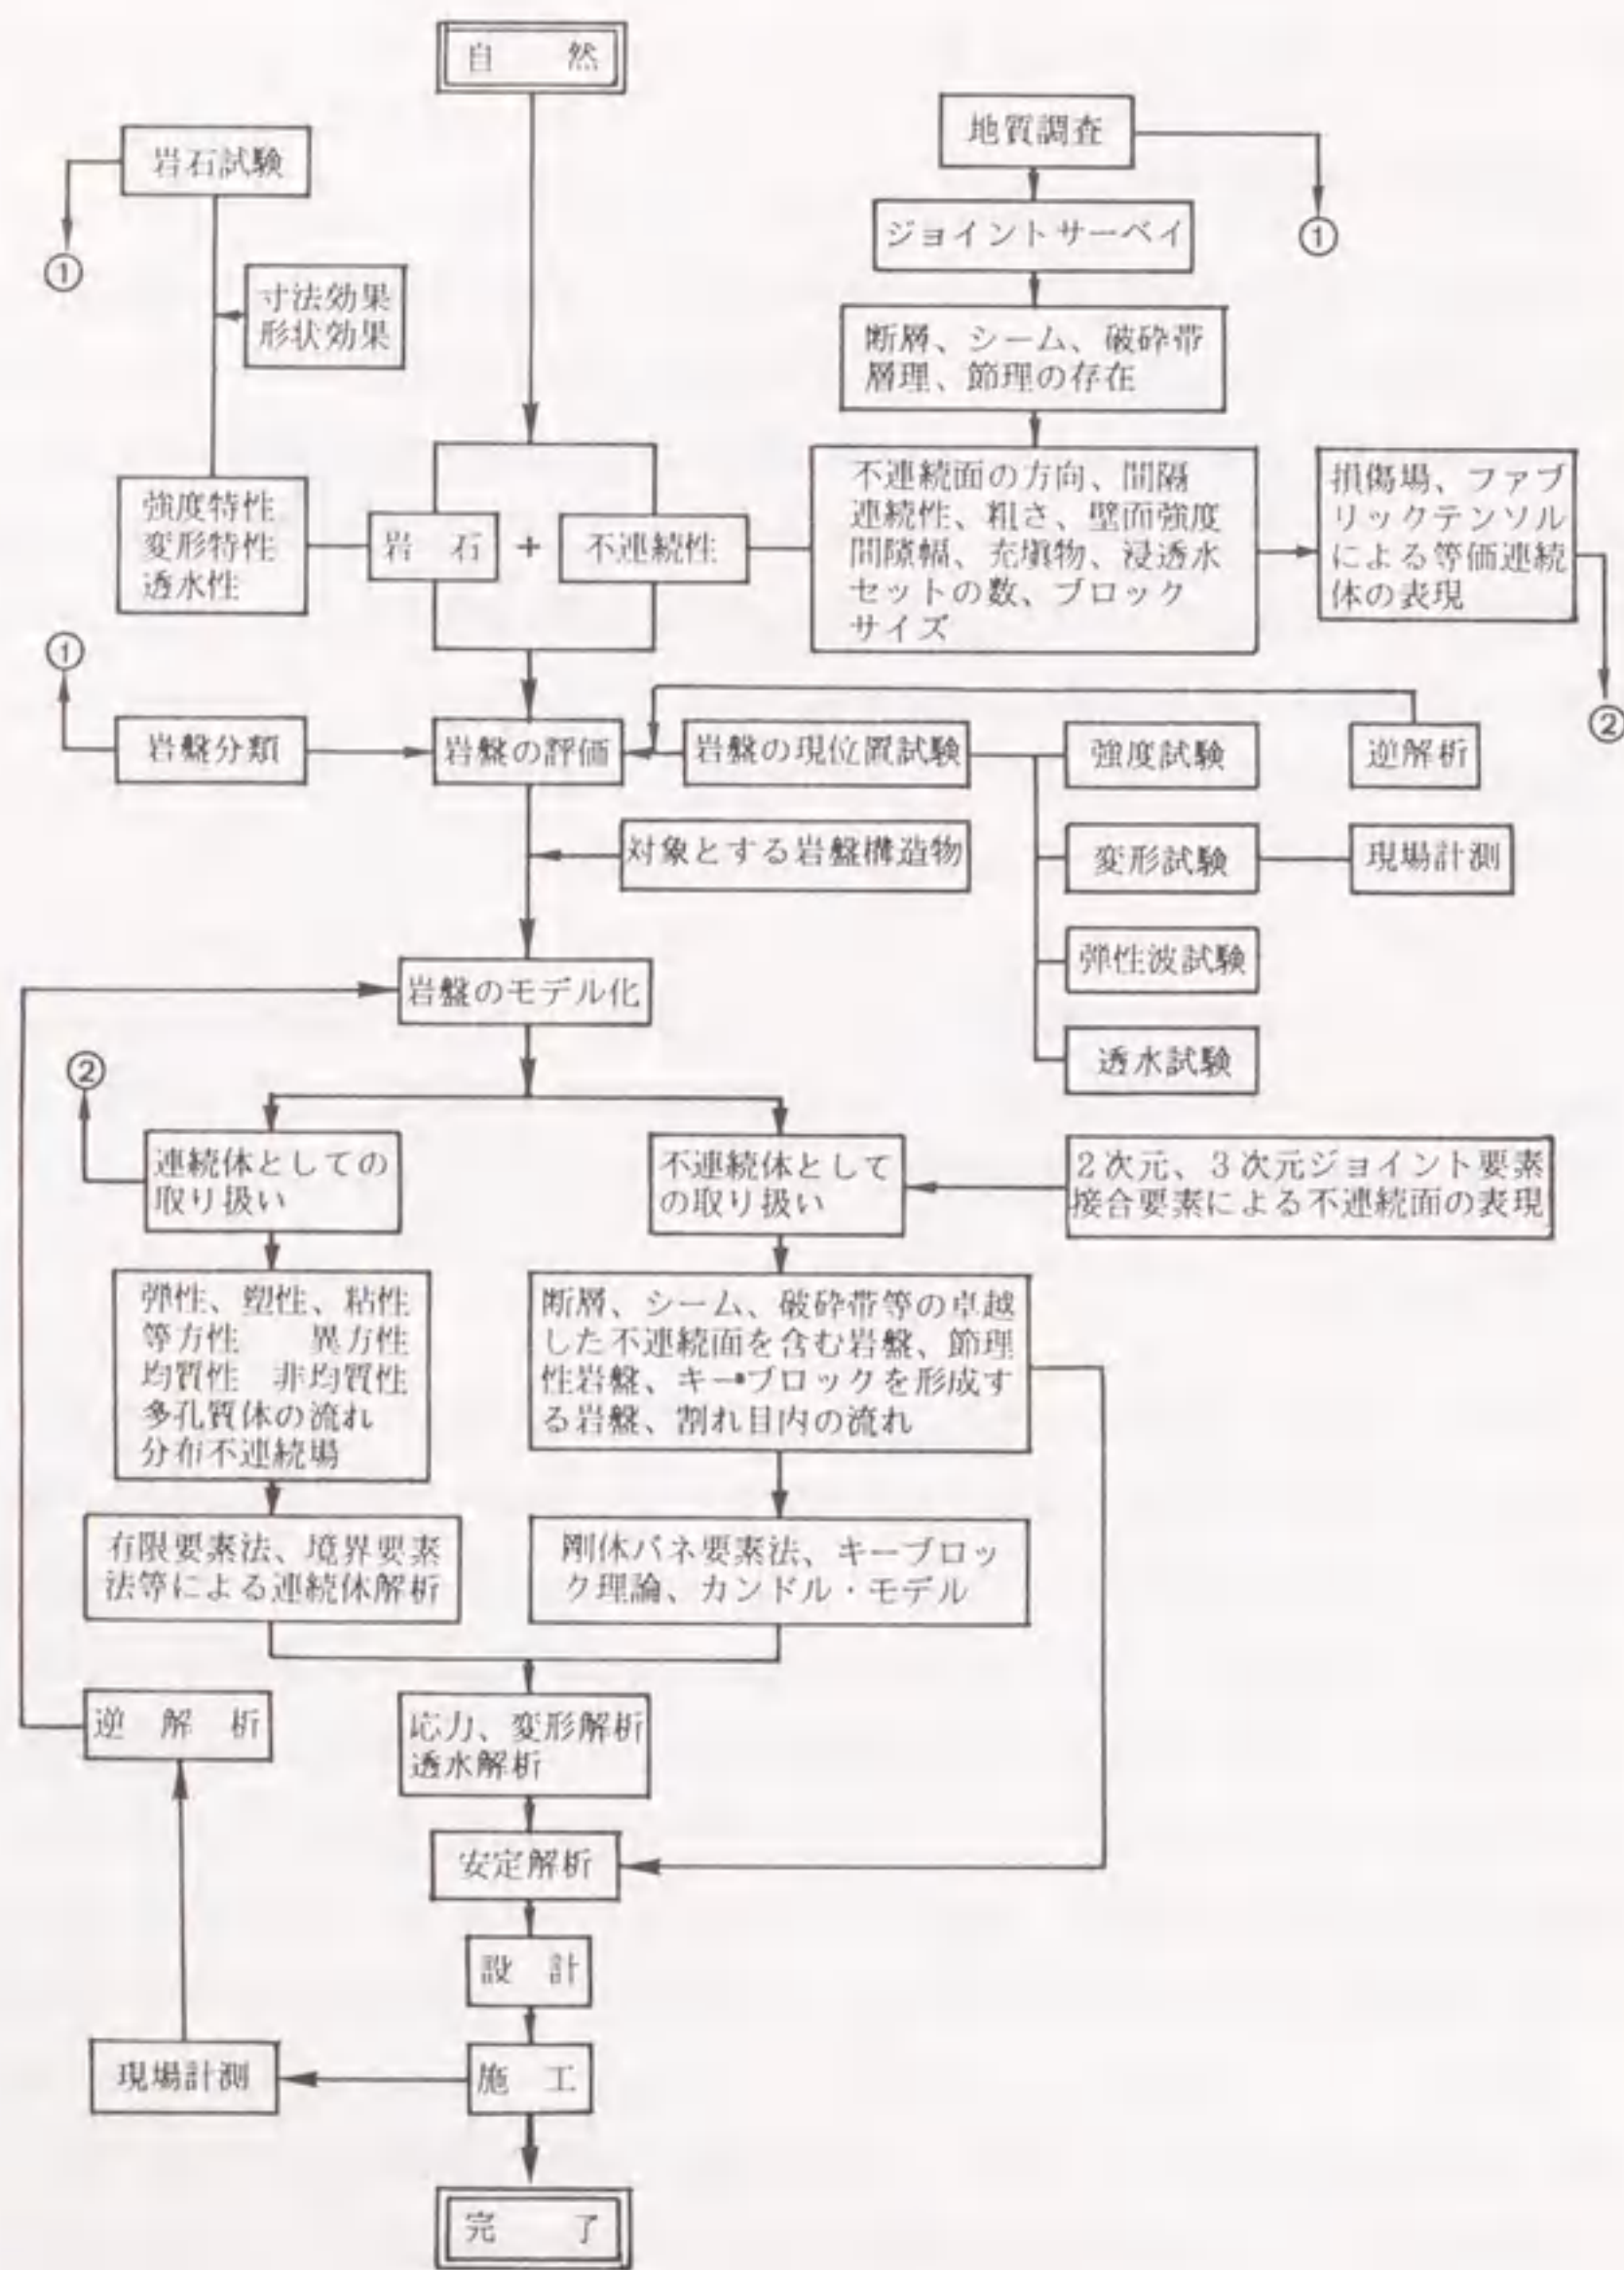 自　然
地質調査
岩石試験
①
ジョイントサーベイ
①
寸法効果
形状効果
断層、シーム、破砕帯
層理、節理の存在
強度特性
変形特性
透水性
岩　石
+
不連続性
不連続面の方向、間隔
連続性、粗さ、壁面強度
間隙幅、充填物、浸透水
セットの数、ブロック
サイズ
損傷場、ファブ
リックテンソル
による等価連続
体の表現
①
②
岩盤分類
岩盤の評価
岩盤の現位置試験
強度試験
逆解析
対象とする岩盤構造物
変形試験
現場計測
弾性波試験
岩盤のモデル化
透水試験
②
連続体としての
取り扱い
不連続体として
の取り扱い
2次元、3次元ジョイント要素
接合要素による不連続面の表現
弾性、塑性、粘性
等方性　異方性
均質性　非均質性
多孔質体の流れ
分布不連続場
断層、シーム、破砕帯等の卓越
した不連続面を含む岩盤、節理
性岩盤、キー・ブロックを形成す
る岩盤、割れ目内の流れ
有限要素法、境界要素
法等による連続体解析
剛体バネ要素法、キーブロッ
ク理論、カンドル・モデル
逆　解　析
応力、変形解析
透水解析
安定解析
設　計
現場計測
施　工
完　了